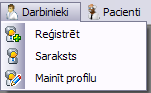 Darbinieki Pacienti
Reģistrēt
Saraksts
Mainīt profilu